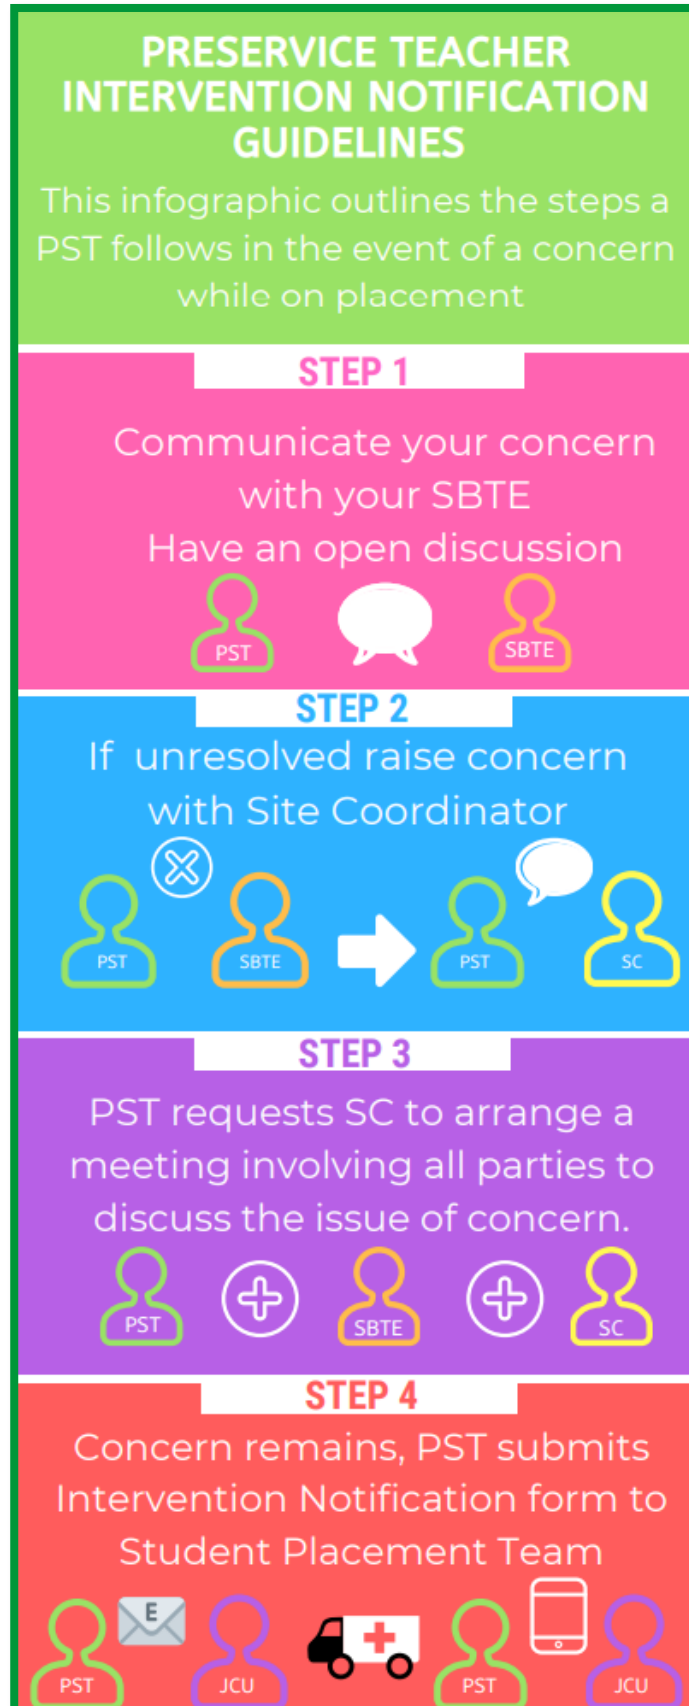 PRESERVICE TEACHER
INTERVENTION NOTIFICATION
GUIDELINES
This infographic outlines the steps a
PST follows in the event of a concern
while on placement
STEP 1
Communicate your concern
with your SBTE
Have an open discussion
PST SBTE
STEP 2
If unresolved raise concern
with Site Coordinator
PST SBTE PST SC
STEP 3
PST requests SC to arrange a
meeting involving all parties to
discuss the issue of concern.
PST SBTE SC
STEP 4
Concern remains, PST submits
Intervention Notification form to
Student Placement Team
E
PST JCU PST JCU